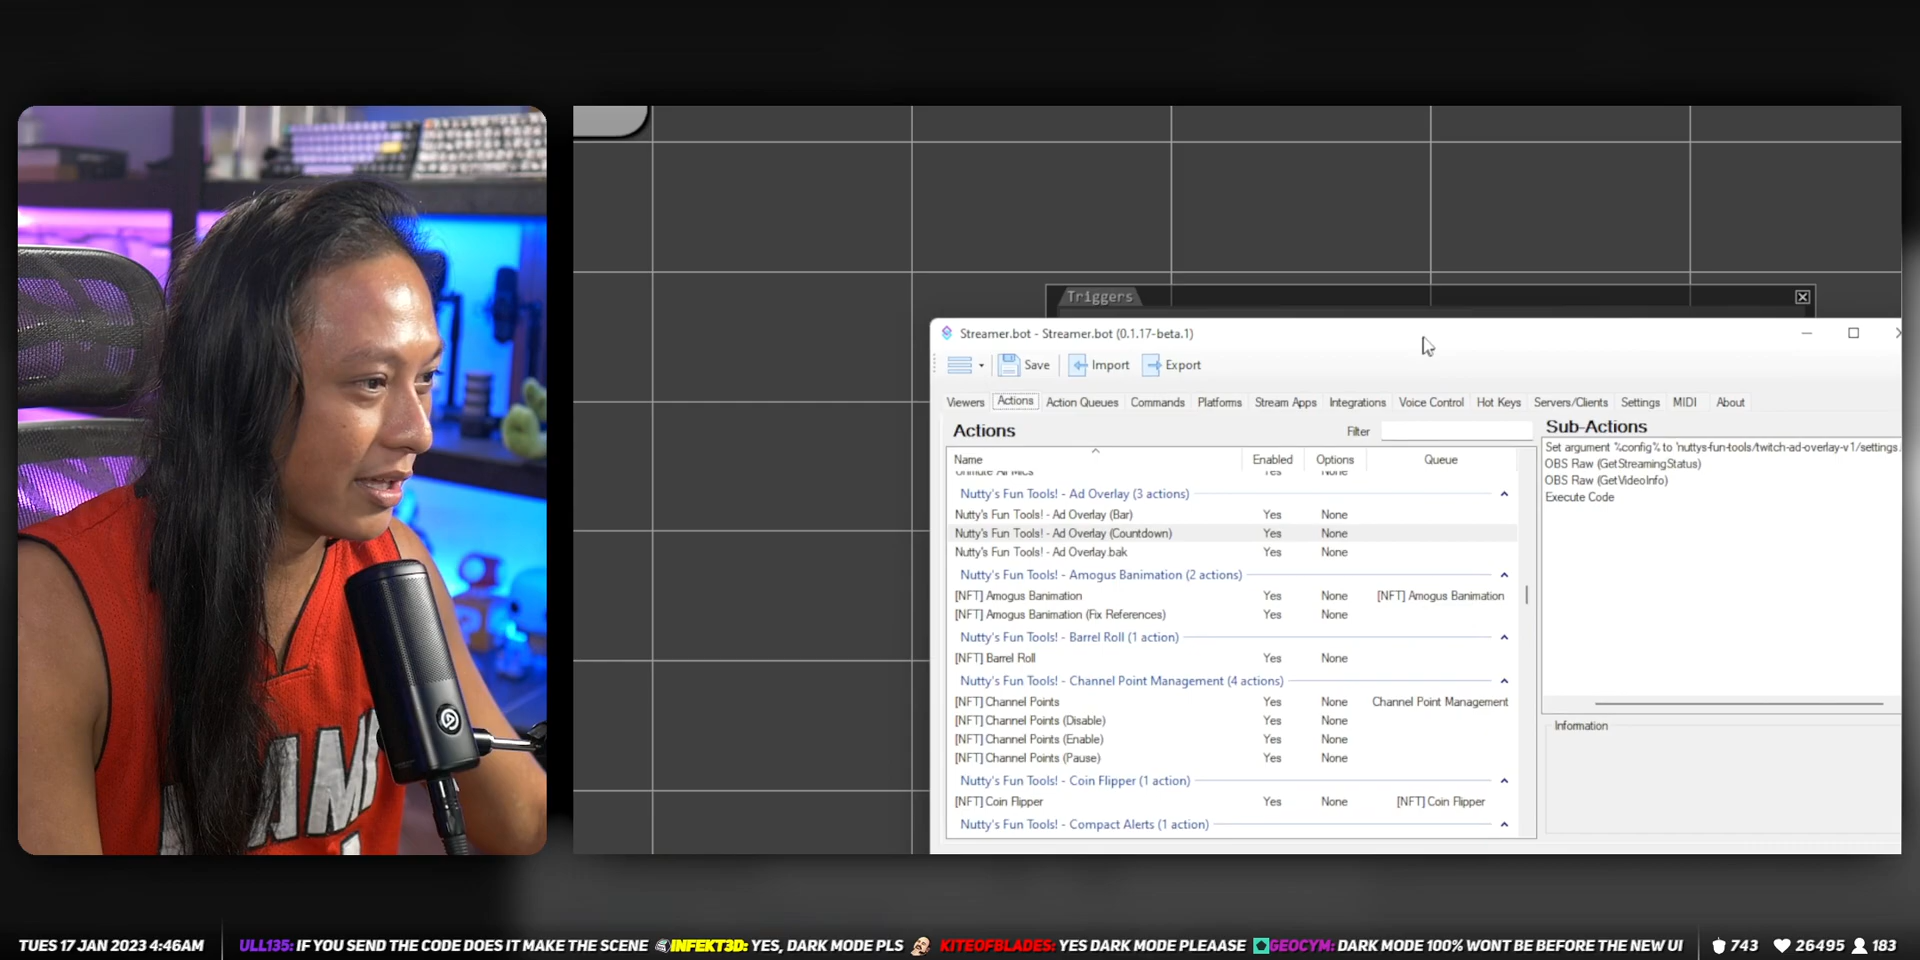 Triggers
Streamer.bot - Streamer.bot (0.1.17-beta.1)
Save
Import
Export
Viewers
Actions
Action Queues
Commands
Platforms
Stream Apps
Integrations
Voice Control
Hot Keys
Servers/Clients
Settings
MIDI
About
Actions
Filter
Sub-Actions
Name
Enabled
Options
Queue
Set argument %config% to 'nuttys-fun-tools/twitch-ad-overlay-v1/settings.
OBS Raw (GetStreamingStatus)
OBS Raw (GetVideoInfo)
Execute Code
Unmute All Mics Yes None
Nutty's Fun Tools! - Ad Overlay (3 actions)
Nutty's Fun Tools! - Ad Overlay (Bar) Yes None
Nutty's Fun Tools! - Ad Overlay (Countdown) Yes None
Nutty's Fun Tools! - Ad Overlay.bak Yes None
Nutty's Fun Tools! - Amogus Banimation (2 actions)
[NFT] Amogus Banimation Yes None [NFT] Amogus Banimation
[NFT] Amogus Banimation (Fix References) Yes None
Nutty's Fun Tools! - Barrel Roll (1 action)
[NFT] Barrel Roll Yes None
Nutty's Fun Tools! - Channel Point Management (4 actions)
[NFT] Channel Points Yes None Channel Point Management
[NFT] Channel Points (Disable) Yes None
[NFT] Channel Points (Enable) Yes None
[NFT] Channel Points (Pause) Yes None
Nutty's Fun Tools! - Coin Flipper (1 action)
[NFT] Coin Flipper Yes None [NFT] Coin Flipper
Nutty's Fun Tools! - Compact Alerts (1 action)
Information
TUES 17 JAN 2023 4:46AM
ULL135: IF YOU SEND THE CODE DOES IT MAKE THE SCENE INFEKT3D: YES, DARK MODE PLS KITEOFBLADES: YES DARK MODE PLEAASE GEOCYM: DARK MODE 100% WONT BE BEFORE THE NEW UI
743 26495 183